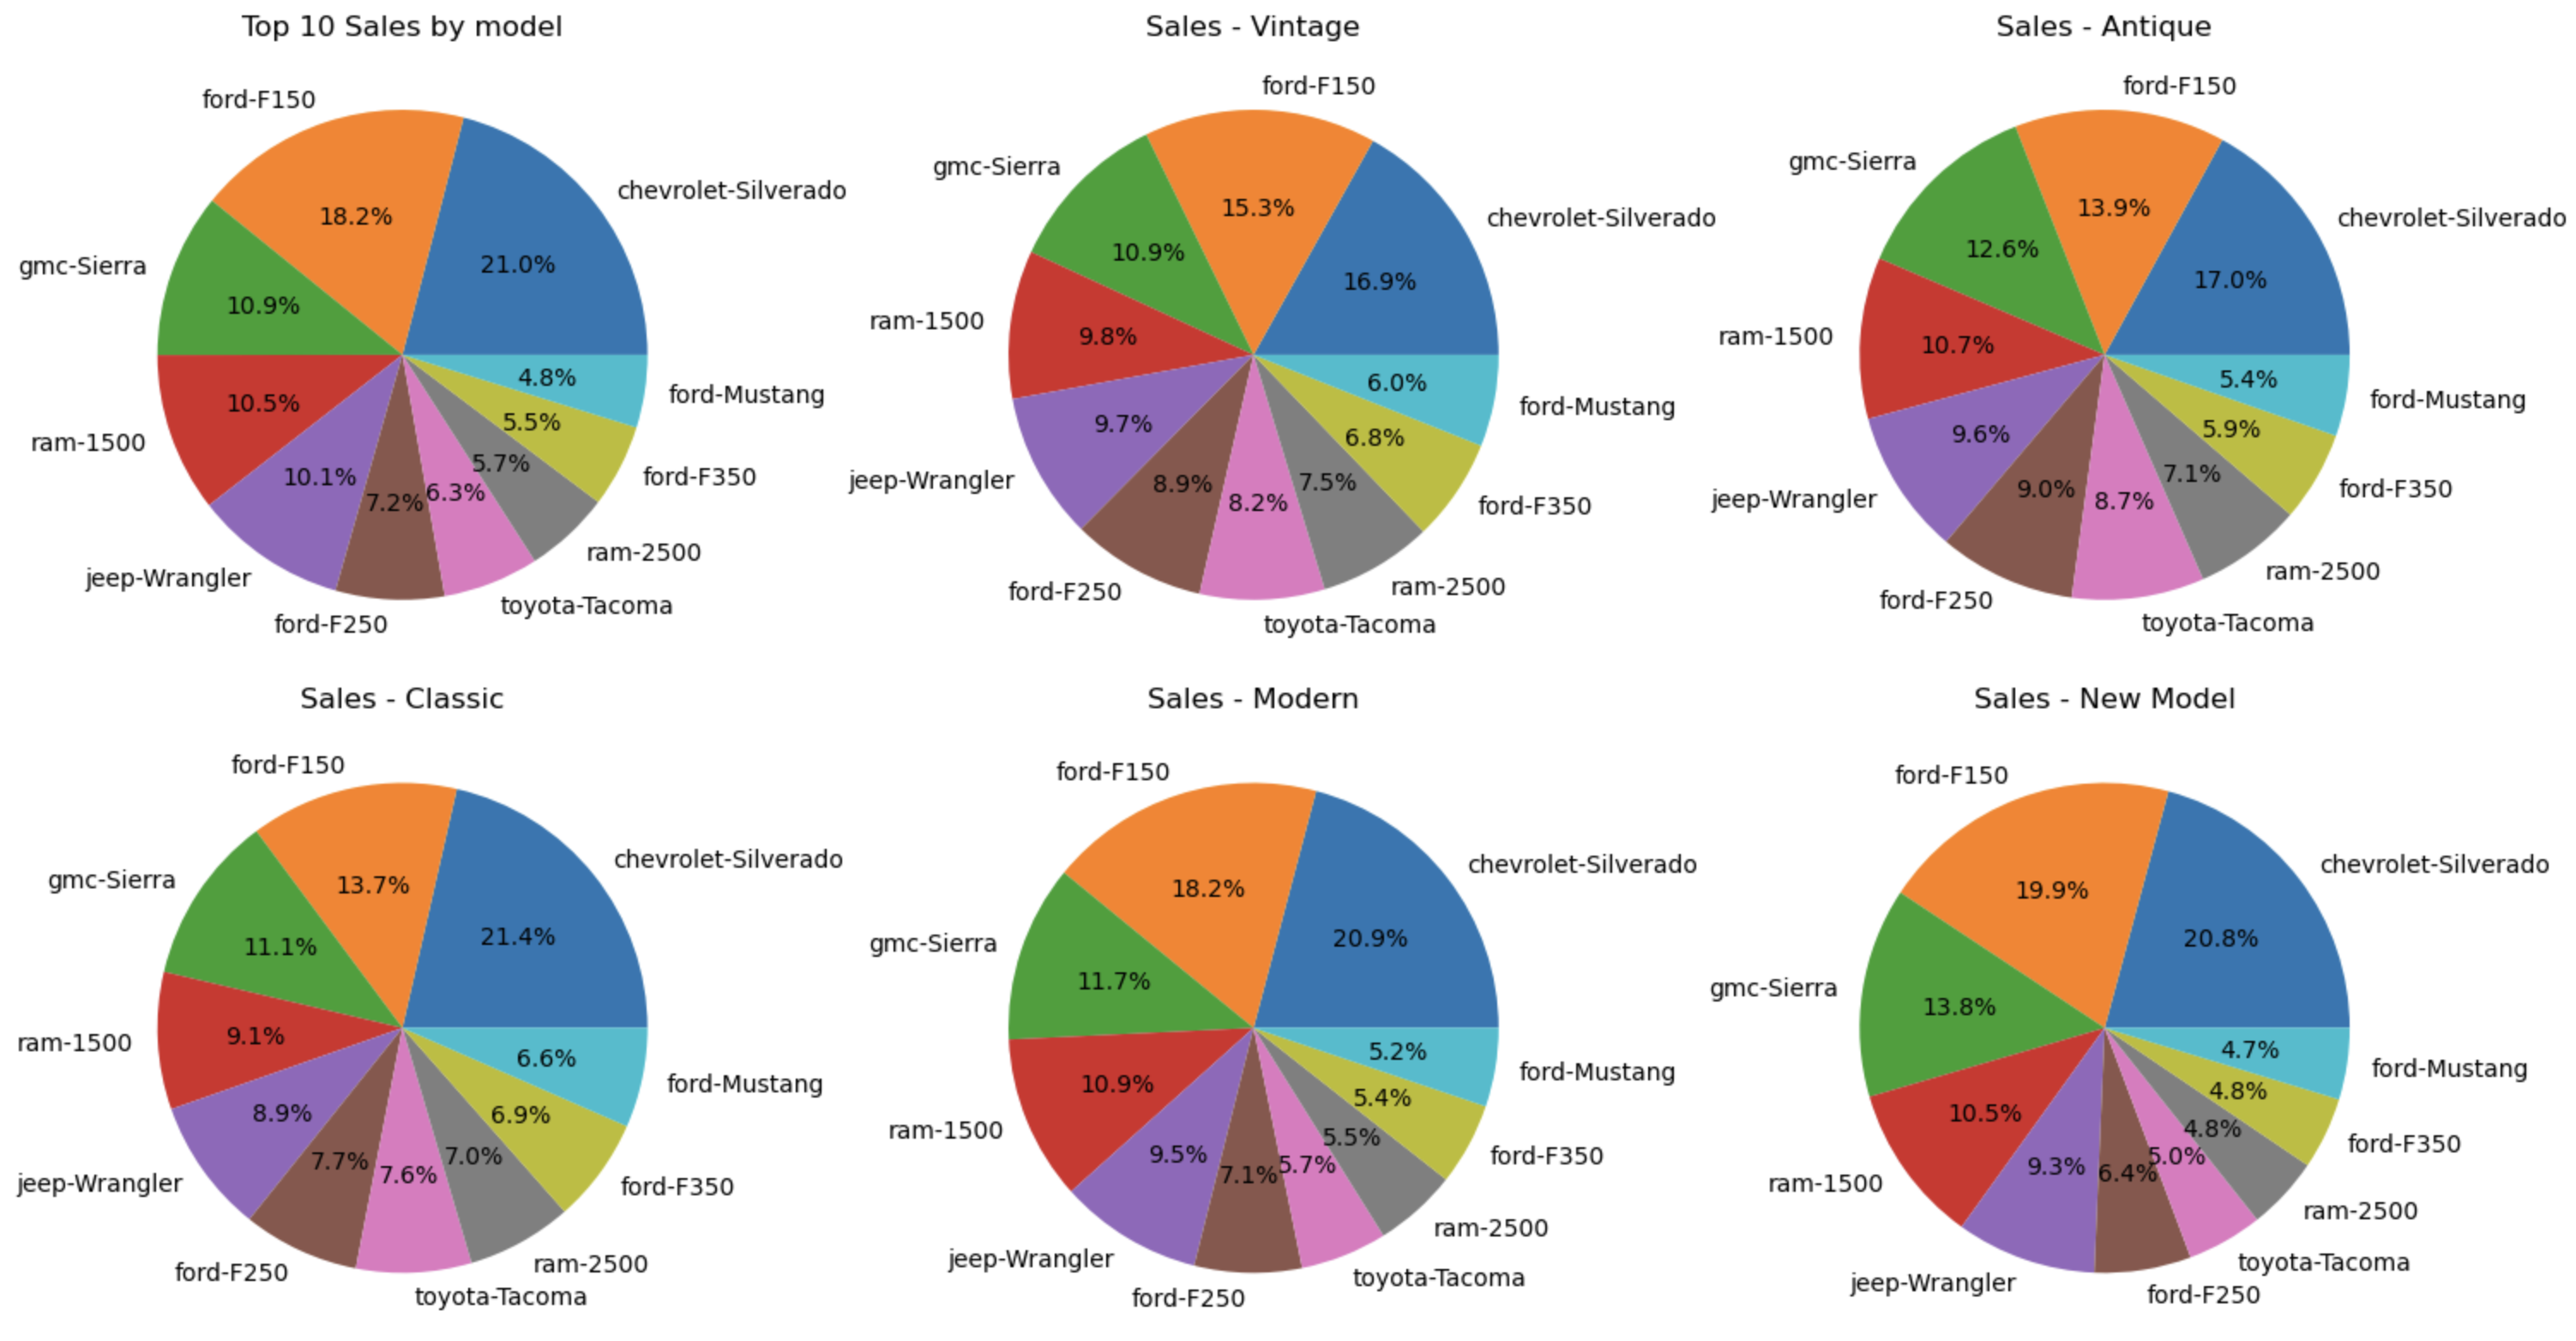 Top 10 Sales by model
ford-F150
18.2%
chevrolet-Silverado
21.0%
gmc-Sierra
10.9%
ram-1500
10.5%
jeep-Wrangler
10.1%
ford-F250
7.2%
toyota-Tacoma
6.3%
ram-2500
5.7%
ford-F350
5.5%
ford-Mustang
4.8%
Sales - Vintage
ford-F150
15.3%
chevrolet-Silverado
16.9%
gmc-Sierra
10.9%
ram-1500
9.8%
jeep-Wrangler
9.7%
ford-F250
8.9%
toyota-Tacoma
8.2%
ram-2500
7.5%
ford-F350
6.8%
ford-Mustang
6.0%
Sales - Antique
ford-F150
13.9%
chevrolet-Silverado
17.0%
gmc-Sierra
12.6%
ram-1500
10.7%
jeep-Wrangler
9.6%
ford-F250
9.0%
toyota-Tacoma
8.7%
ram-2500
7.1%
ford-F350
5.9%
ford-Mustang
5.4%
Sales - Classic
ford-F150
13.7%
chevrolet-Silverado
21.4%
gmc-Sierra
11.1%
ram-1500
9.1%
jeep-Wrangler
8.9%
ford-F250
7.7%
toyota-Tacoma
7.6%
ram-2500
7.0%
ford-F350
6.9%
ford-Mustang
6.6%
Sales - Modern
ford-F150
18.2%
chevrolet-Silverado
20.9%
gmc-Sierra
11.7%
ram-1500
10.9%
jeep-Wrangler
9.5%
ford-F250
7.1%
toyota-Tacoma
5.7%
ram-2500
5.5%
ford-F350
5.4%
ford-Mustang
5.2%
Sales - New Model
ford-F150
19.9%
chevrolet-Silverado
20.8%
gmc-Sierra
13.8%
ram-1500
10.5%
jeep-Wrangler
9.3%
ford-F250
6.4%
toyota-Tacoma
5.0%
ram-2500
4.8%
ford-F350
4.8%
ford-Mustang
4.7%